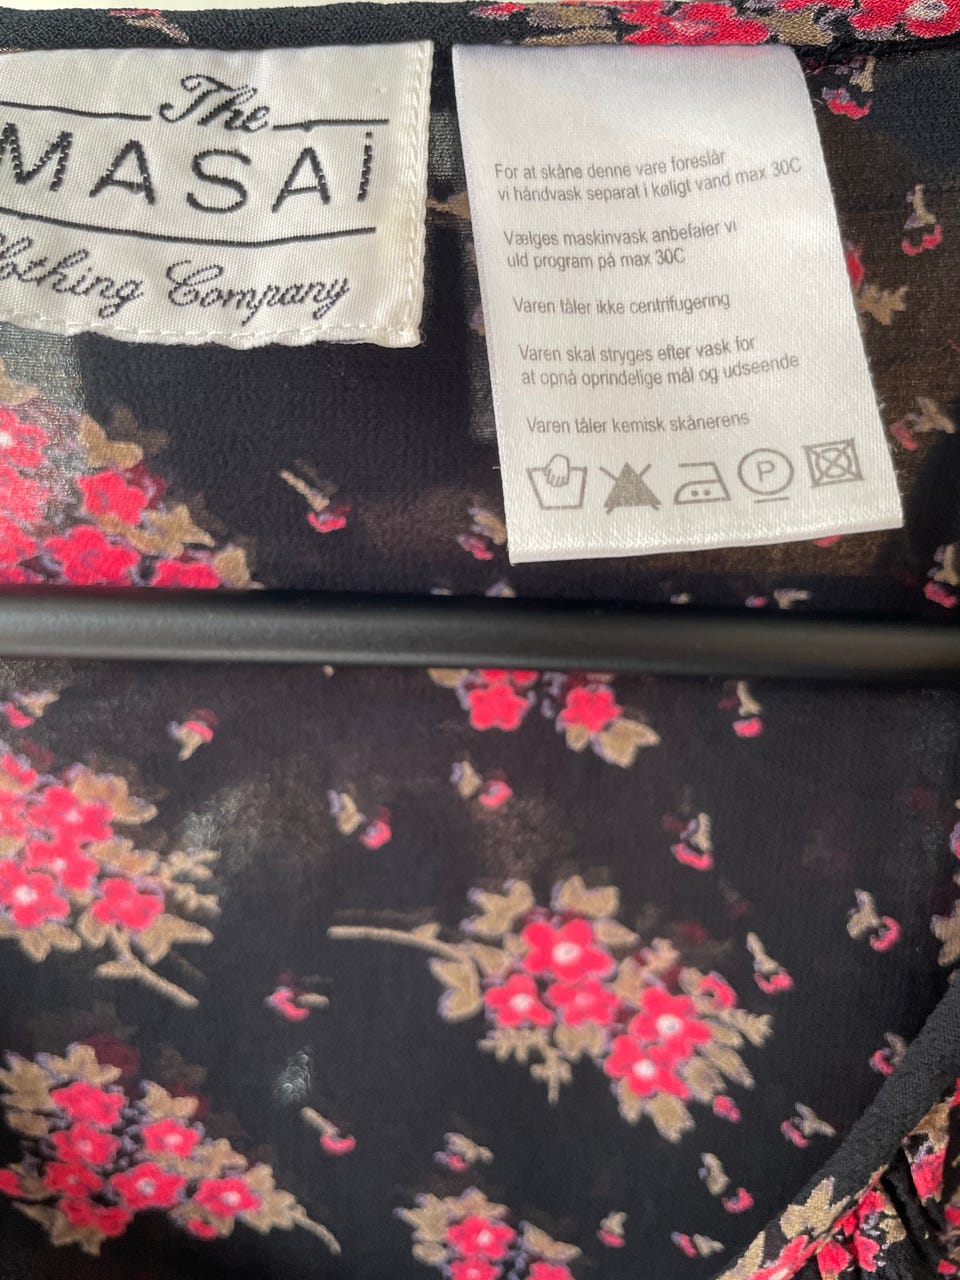 The
MASAI
Clothing Company
For at skåne denne vare foreslår
vi håndvask separat i køligt vand max 30C
Vælges maskinvask anbefaler vi
uld program på max 30C
Varen tåler ikke centrifugering
Varen skal stryges efter vask for
at opnå oprindelige mål og udseende
Varen tåler kemisk skånerens
P